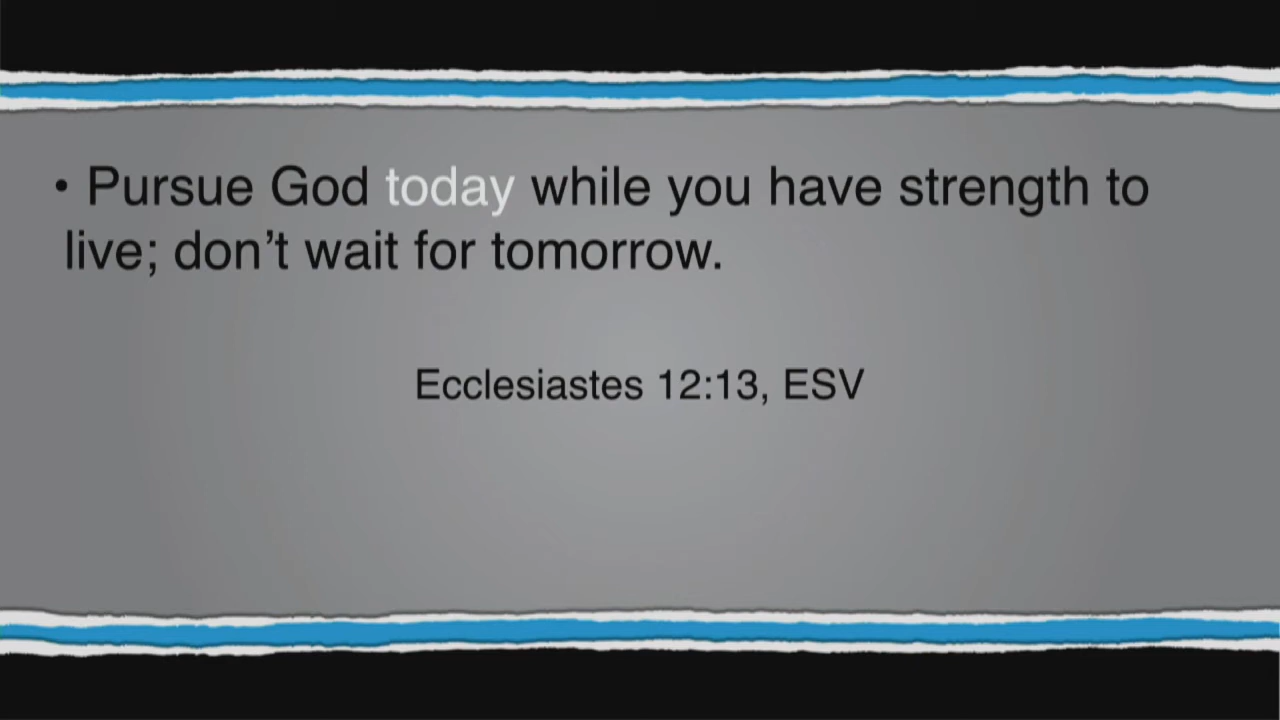 • Pursue God today while you have strength to
live; don’t wait for tomorrow.
Ecclesiastes 12:13, ESV